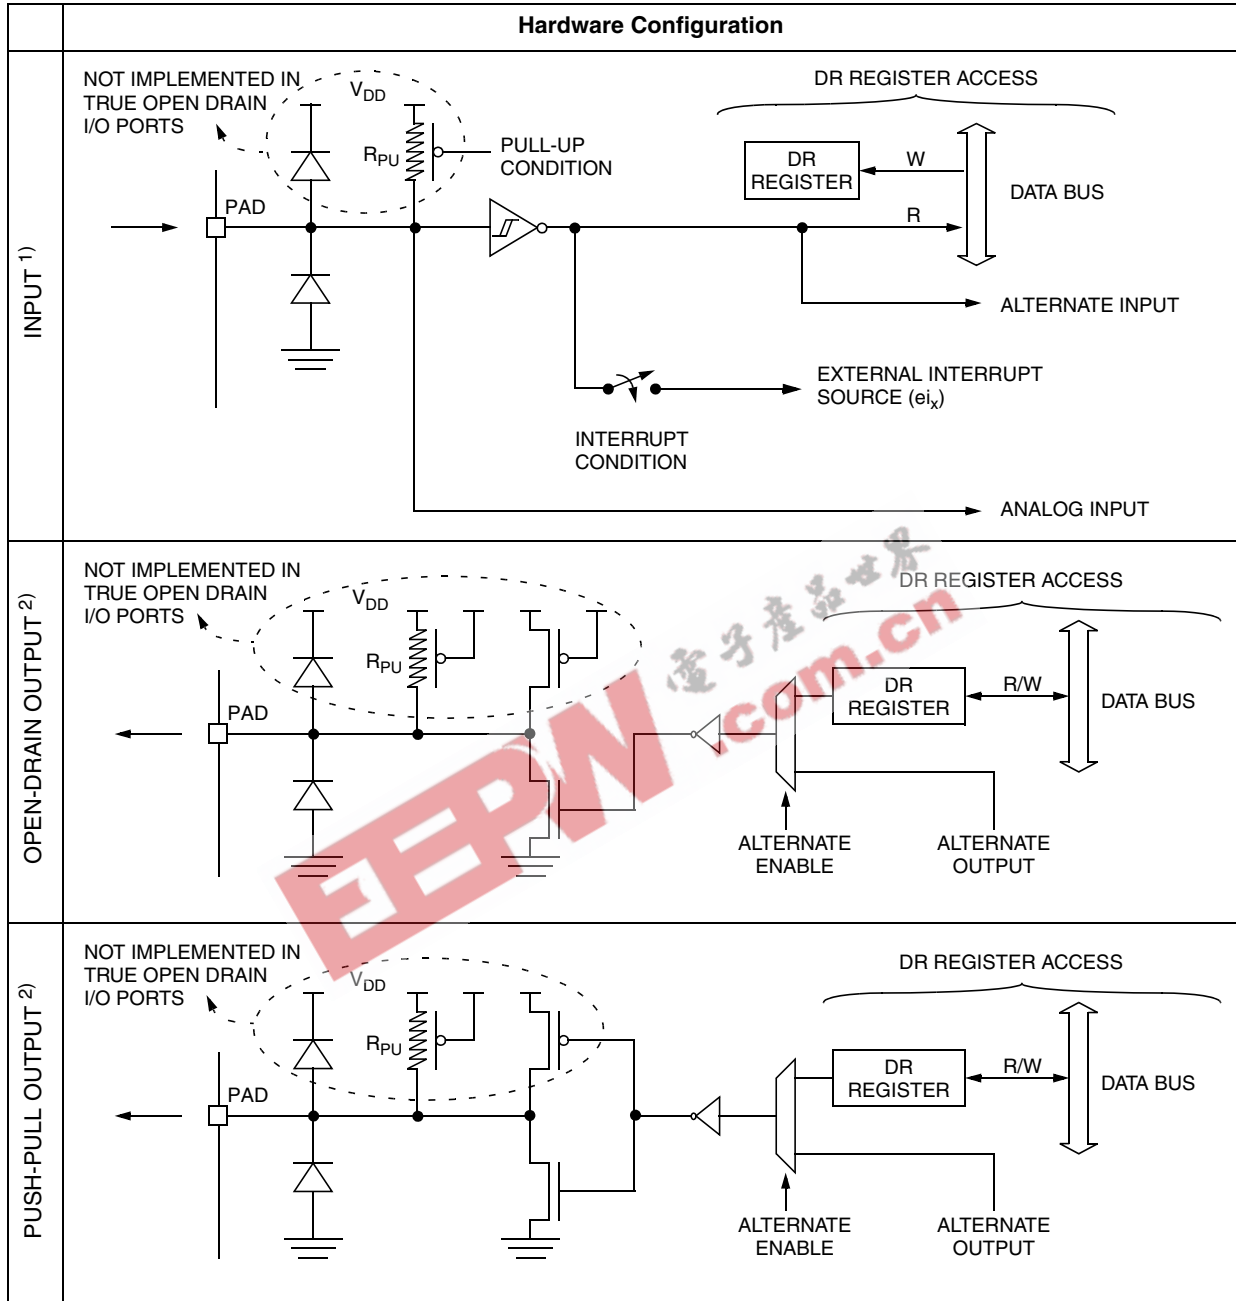 Hardware Configuration
INPUT 1)
NOT IMPLEMENTED IN
TRUE OPEN DRAIN
I/O PORTS
VDD
RPU
PULL-UP
CONDITION
PAD
DR REGISTER ACCESS
DR
REGISTER
W
R
DATA BUS
ALTERNATE INPUT
EXTERNAL INTERRUPT
SOURCE (eix)
INTERRUPT
CONDITION
ANALOG INPUT
OPEN-DRAIN OUTPUT 2)
NOT IMPLEMENTED IN
TRUE OPEN DRAIN
I/O PORTS
VDD
RPU
PAD
DR REGISTER ACCESS
DR
REGISTER
R/W
DATA BUS
ALTERNATE
ENABLE
ALTERNATE
OUTPUT
EEPW
.com.cn
電子產品世界
PUSH-PULL OUTPUT 2)
NOT IMPLEMENTED IN
TRUE OPEN DRAIN
I/O PORTS
VDD
RPU
PAD
DR REGISTER ACCESS
DR
REGISTER
R/W
DATA BUS
ALTERNATE
ENABLE
ALTERNATE
OUTPUT